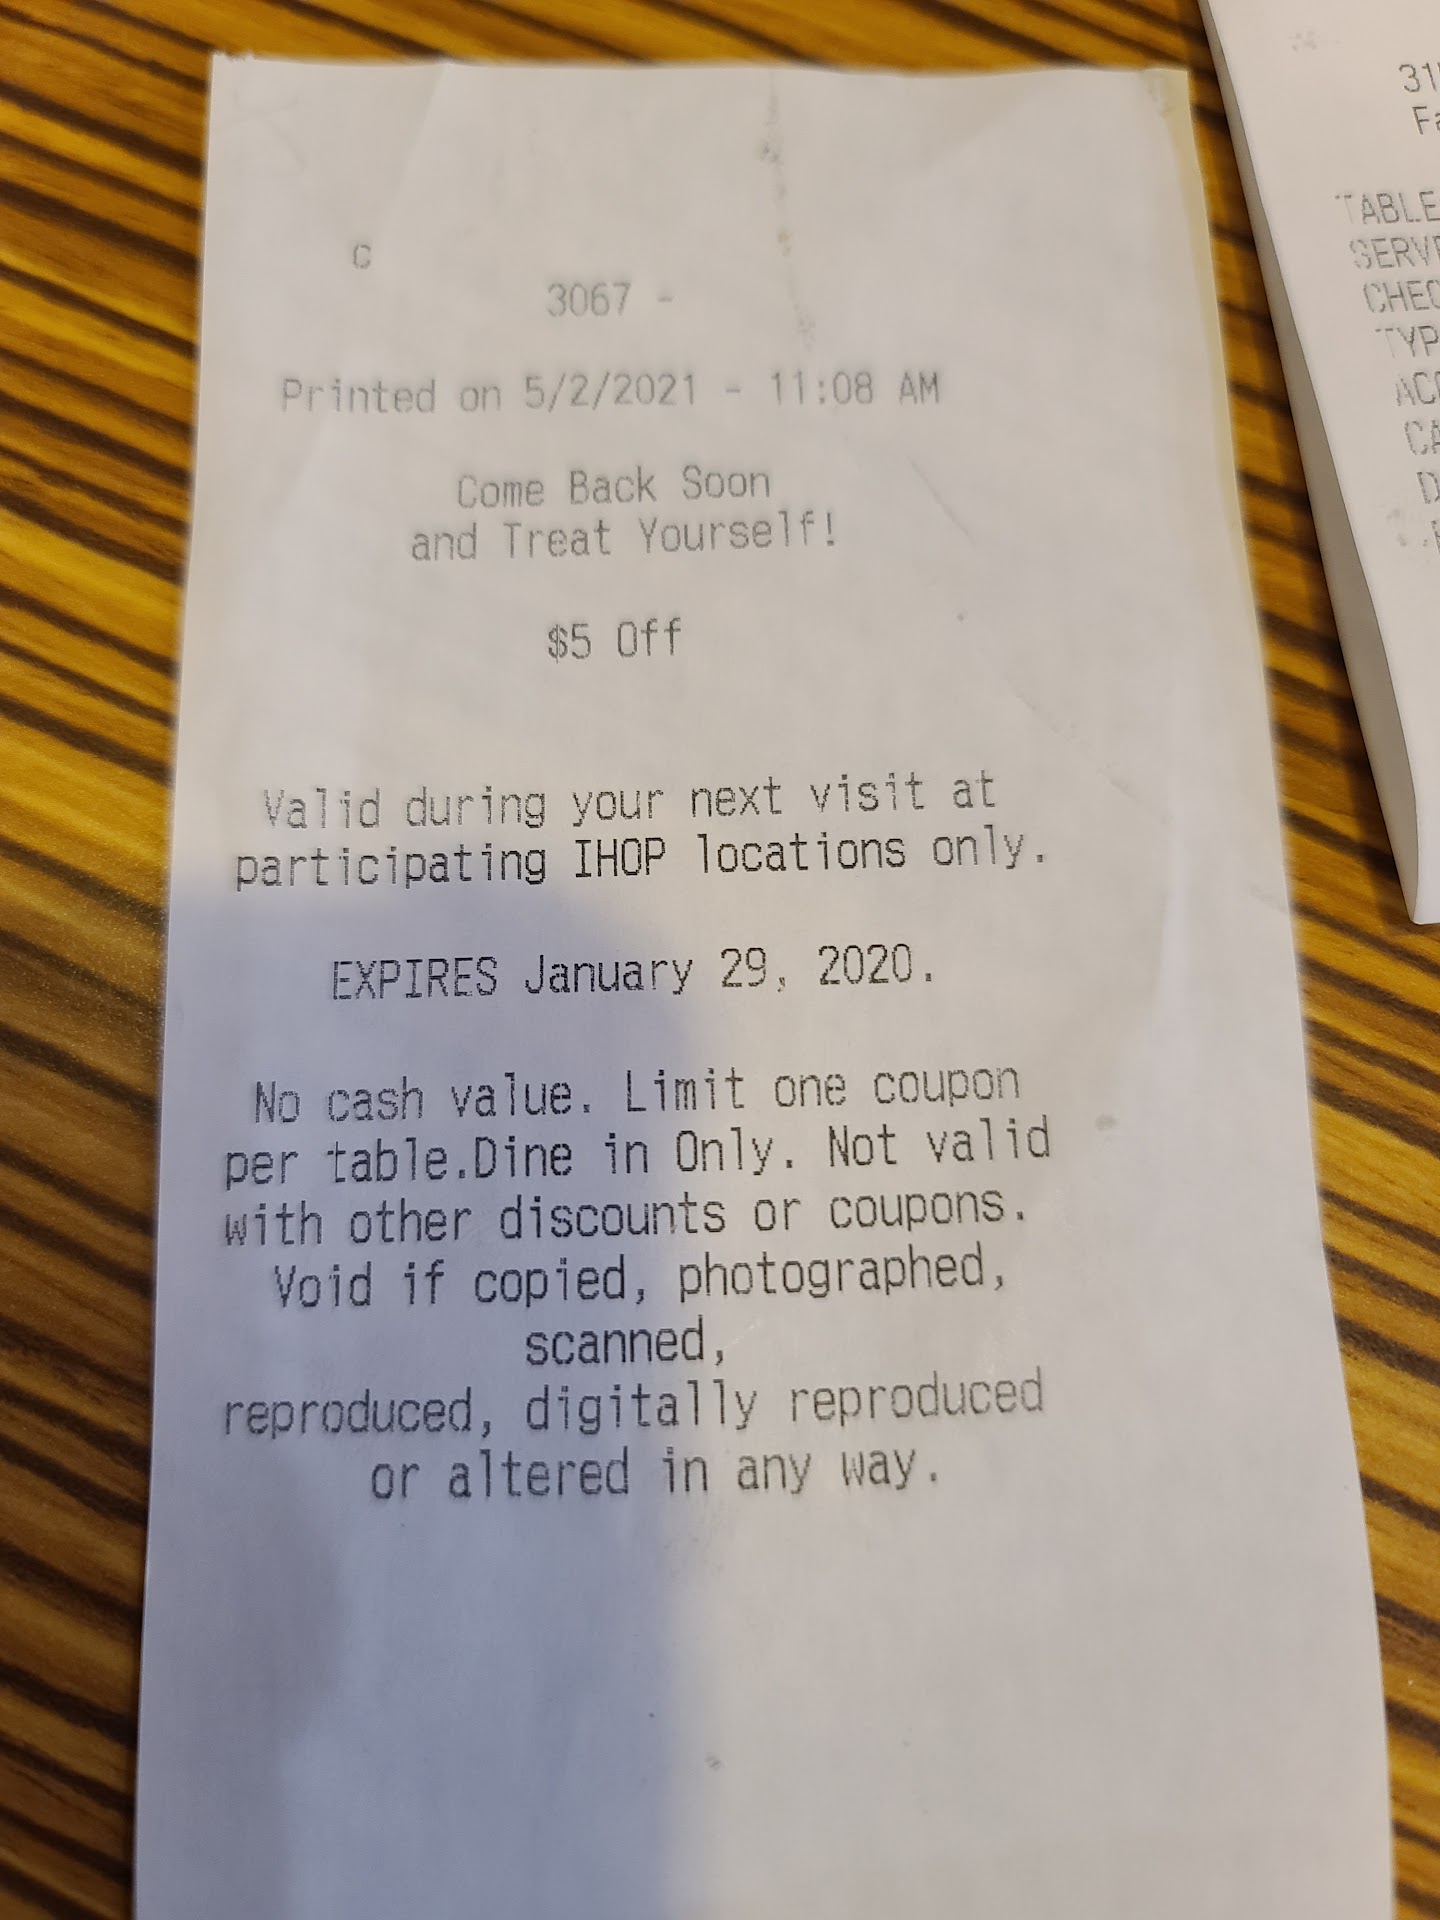 C
3067 -
Printed on 5/2/2021 - 11:08 AM
Come Back Soon
and Treat Yourself!
$5 Off
Valid during your next visit at
participating IHOP locations only.
EXPIRES January 29, 2020.
No cash value. Limit one coupon
per table.Dine in Only. Not valid
with other discounts or coupons.
Void if copied, photographed,
scanned,
reproduced, digitally reproduced
or altered in any way.
TABLE